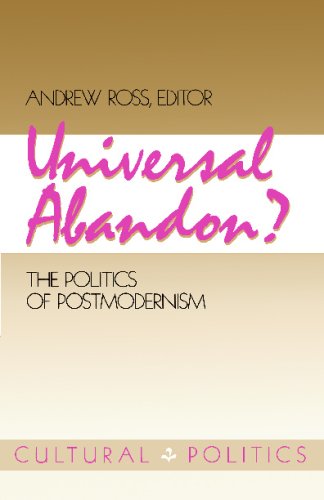 ANDREW ROSS, EDITOR
Universal
Abandon?
THE POLITICS
OF POSTMODERNISM
CULTURAL POLITICS